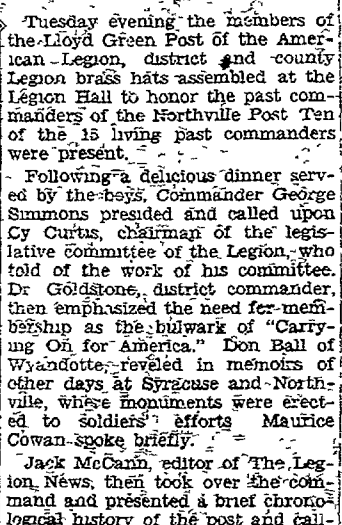 Tuesday evening the members of
the Lloyd Green Post of the Amer-
ican Legion, district and county
Legion brass hats assembled at the
Legion Hall to honor the past com-
manders of the Northville Post Ten
of the 15 living past commanders
were present.
Following a delicious dinner serv-
ed by the boys, Commander George
Simmons presided and called upon
Cy Curtis, chairman of the legis-
lative committee of the Legion, who
told of the work of his committee.
Dr Goldstone, district commander,
then emphasized the need for mem-
bership as the bulwark of "Carry-
ing On for America." Don Ball of
Wyandotte, reveled in memoirs of
other days at Syracuse and North-
ville, where monuments were erect-
ed to soldiers' efforts Maurice
Cowan spoke briefly.
Jack McCann, editor of The Leg-
ion News, then took over the com-
mand and presented a brief chrono-
logical history of the post and call-